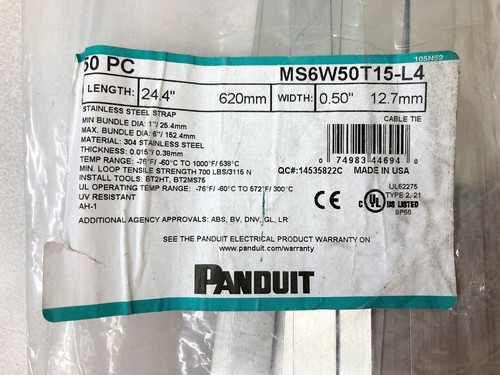 105N52
50 PC
MS6W50T15-L4
LENGTH: 24.4" 620mm WIDTH: 0.50" 12.7mm
STAINLESS STEEL STRAP CABLE TIE
MIN BUNDLE DIA: 1"/ 25.4mm
MAX. BUNDLE DIA: 6"/ 152.4mm
MATERIAL: 304 STAINLESS STEEL
THICKNESS: 0.015"/ 0.38mm
0 74983 44694 0
TEMP RANGE: -76°F/ -60°C TO 1000°F/ 538°C
QC#: 14535822C MADE IN USA
MIN. LOOP TENSILE STRENGTH 700 LBS/3115 N
INSTALL TOOLS: BT2HT, BT2MS75
UL OPERATING TEMP RANGE: -76°F/ -60°C TO 572°F/ 300°C
UV RESISTANT
AH-1
UL62275
TYPE 2, 21
C UL US LISTED
8P66
ADDITIONAL AGENCY APPROVALS: ABS, BV, DNV, GL, LR
SEE THE PANDUIT ELECTRICAL PRODUCT WARRANTY ON
www.panduit.com/warranty
PANDUIT